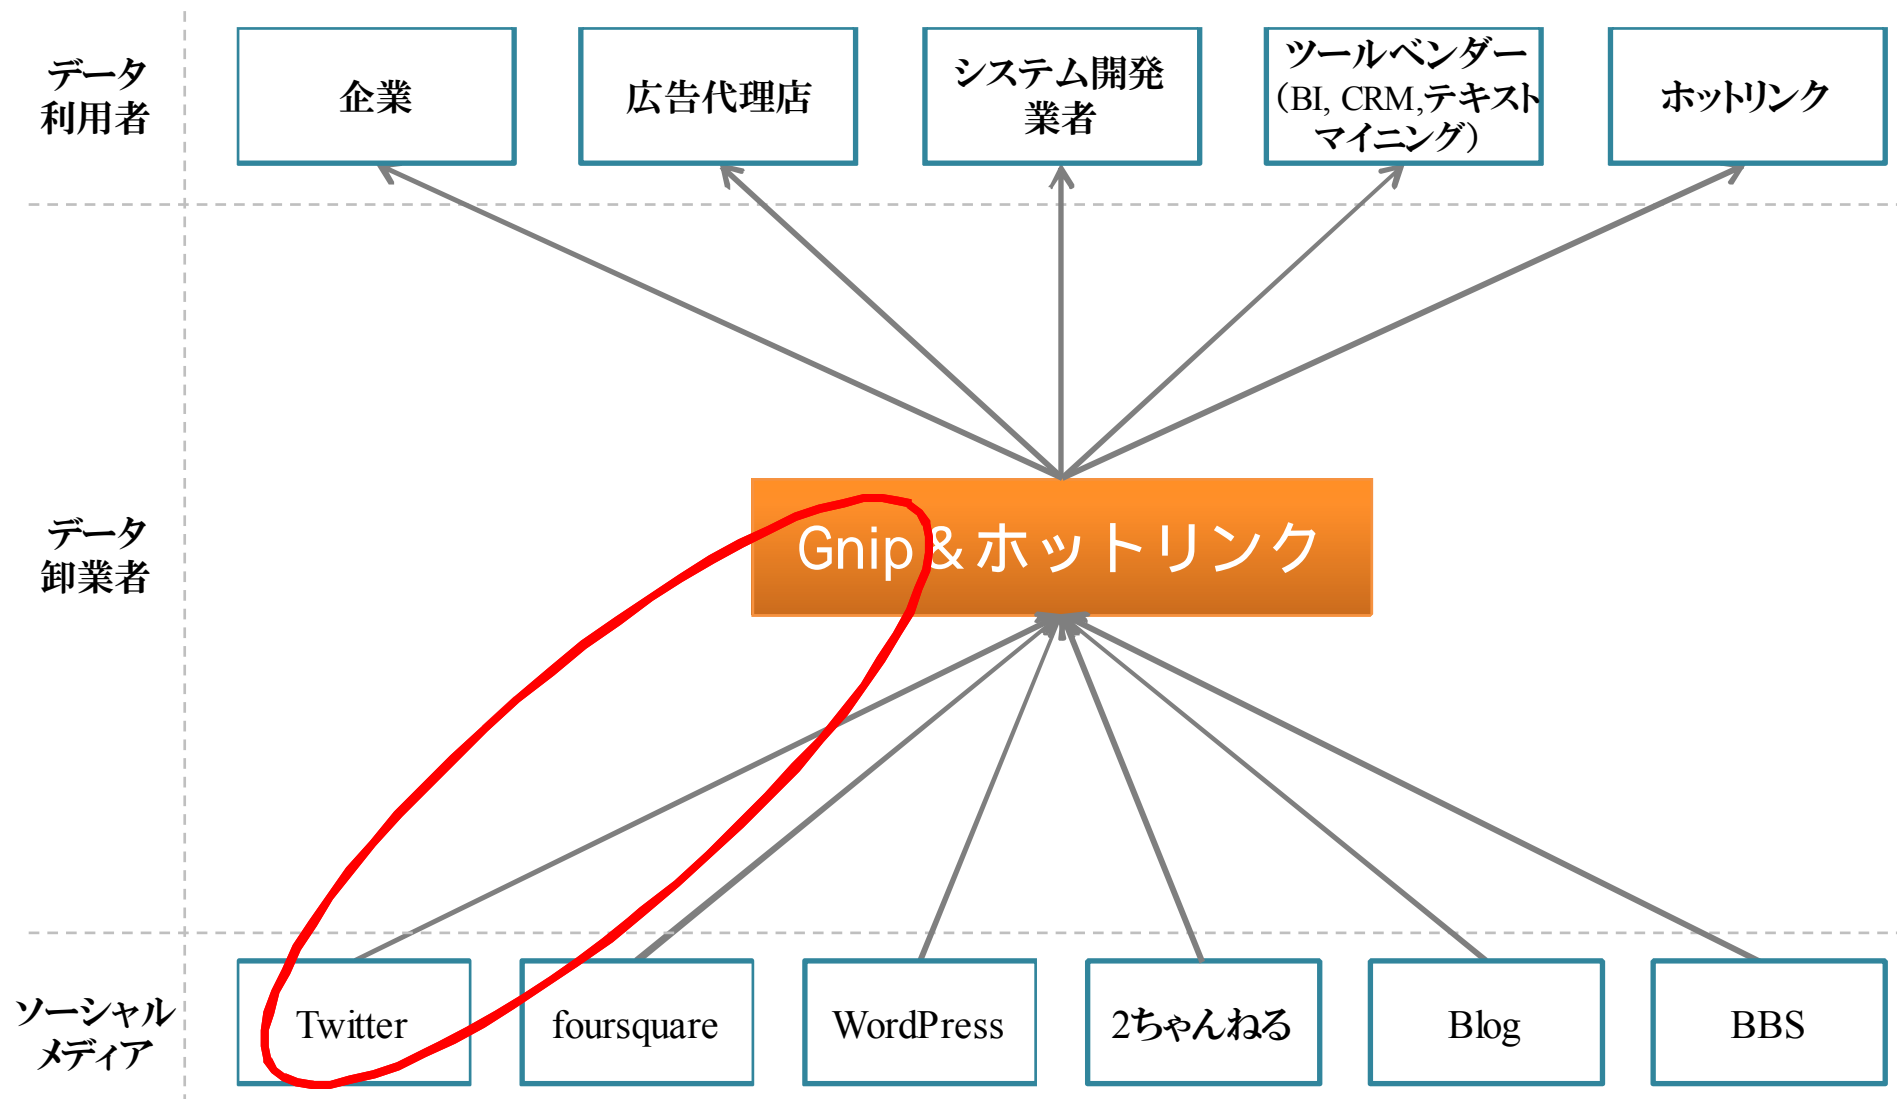 データ
利用者
企業
広告代理店
システム開発
業者
ツールベンダー
（BI, CRM,テキスト
マイニング）
ホットリンク
データ
卸業者
Gnip＆ホットリンク
ソーシャル
メディア
Twitter
foursquare
WordPress
2ちゃんねる
Blog
BBS